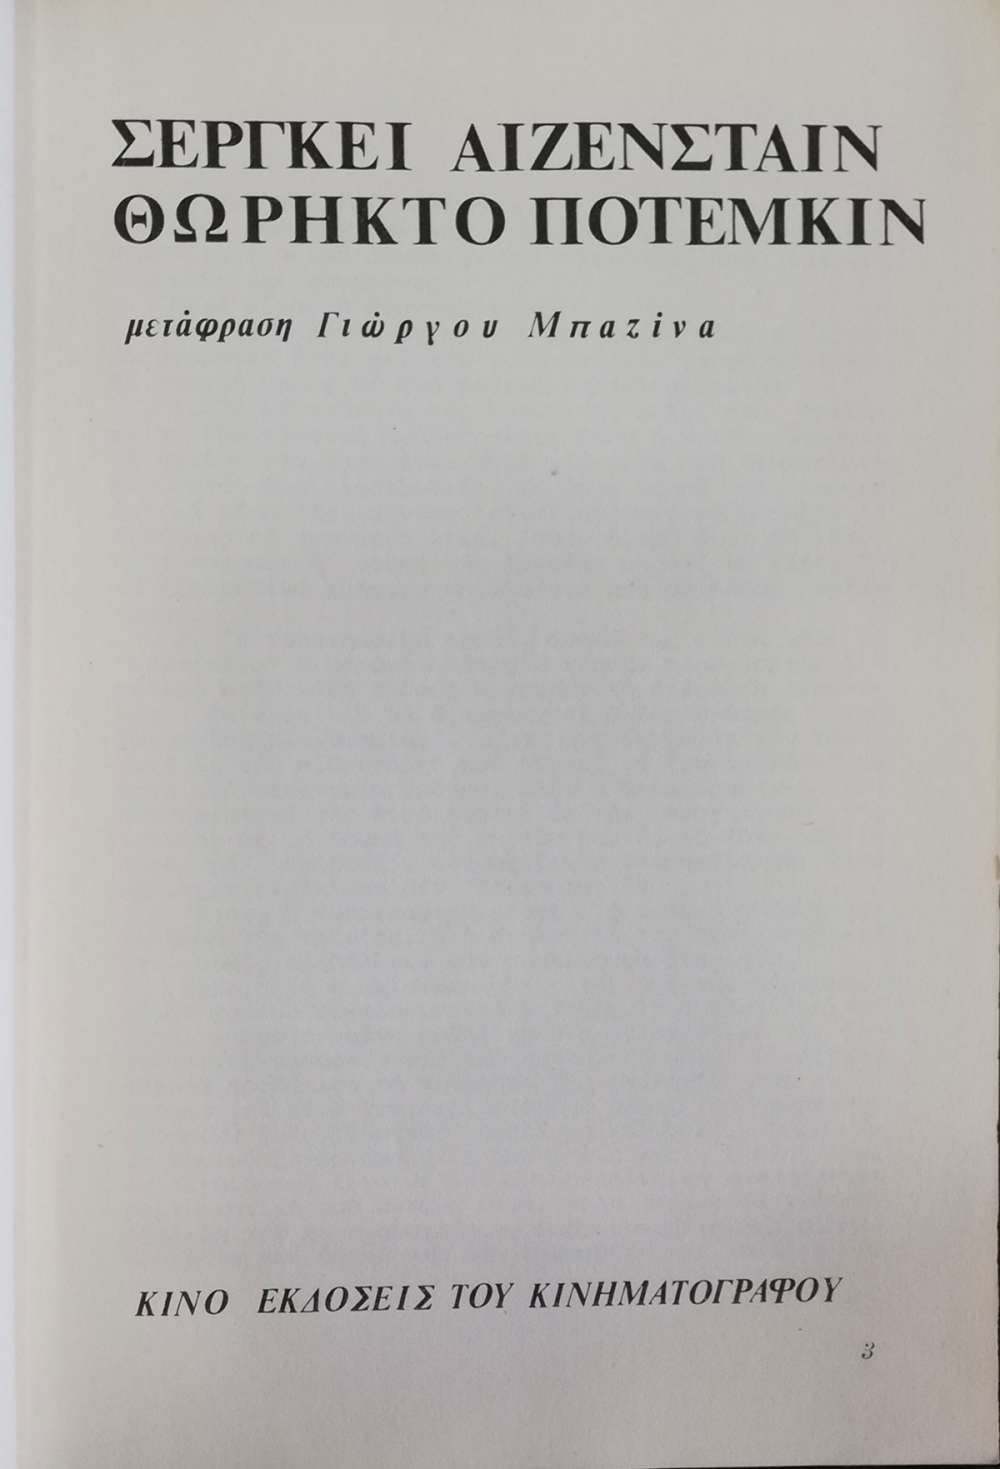 ΣΕΡΓΚΕΙ ΑΙΖΕΝΣΤΑΙΝ
ΘΩΡΗΚΤΟ ΠΟΤΕΜΚΙΝ
μετάφραση Γιώργου Μπαζίνα
ΚΙΝΟ ΕΚΔΟΣΕΙΣ ΤΟΥ ΚΙΝΗΜΑΤΟΓΡΑΦΟΥ
3